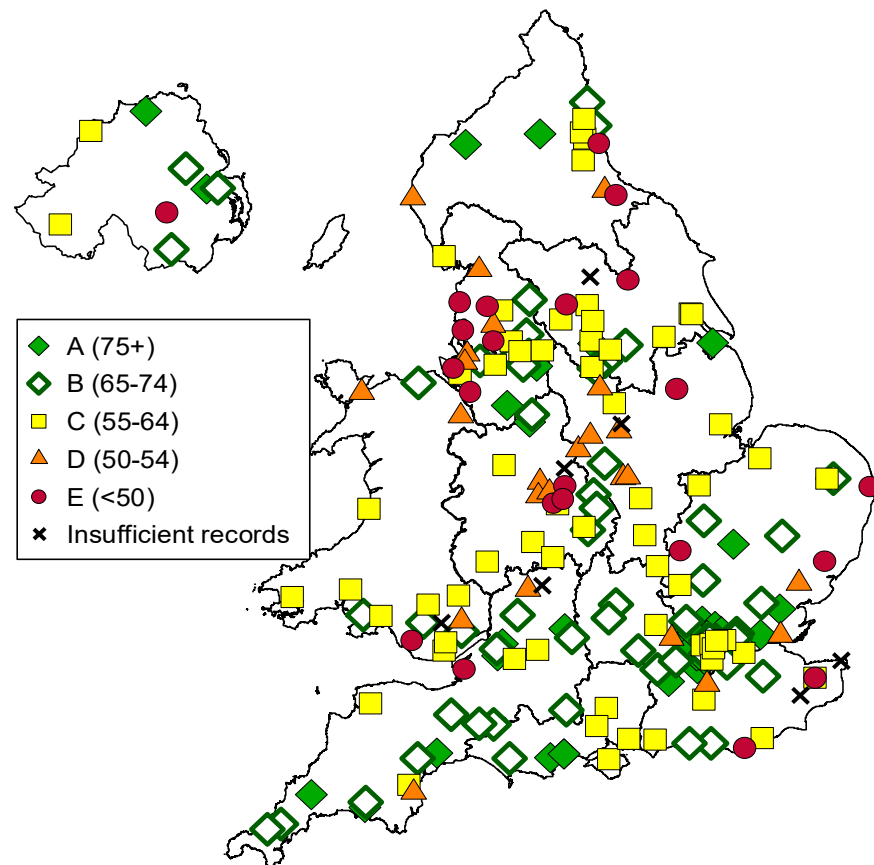 A (75+)
B (65-74)
C (55-64)
D (50-54)
E (<50)
Insufficient records